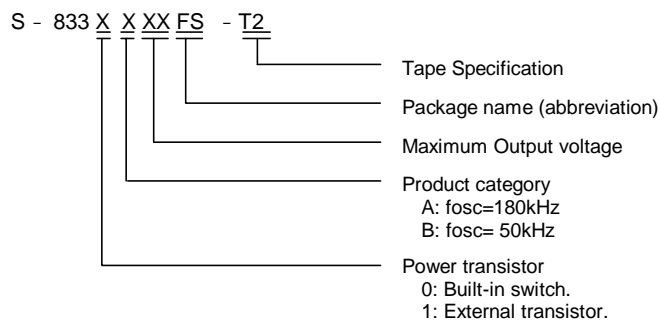 S - 833 X X XX FS - T2
Tape Specification
Package name (abbreviation)
Maximum Output voltage
Product category
A: fosc=180kHz
B: fosc= 50kHz
Power transistor
0: Built-in switch.
1: External transistor.